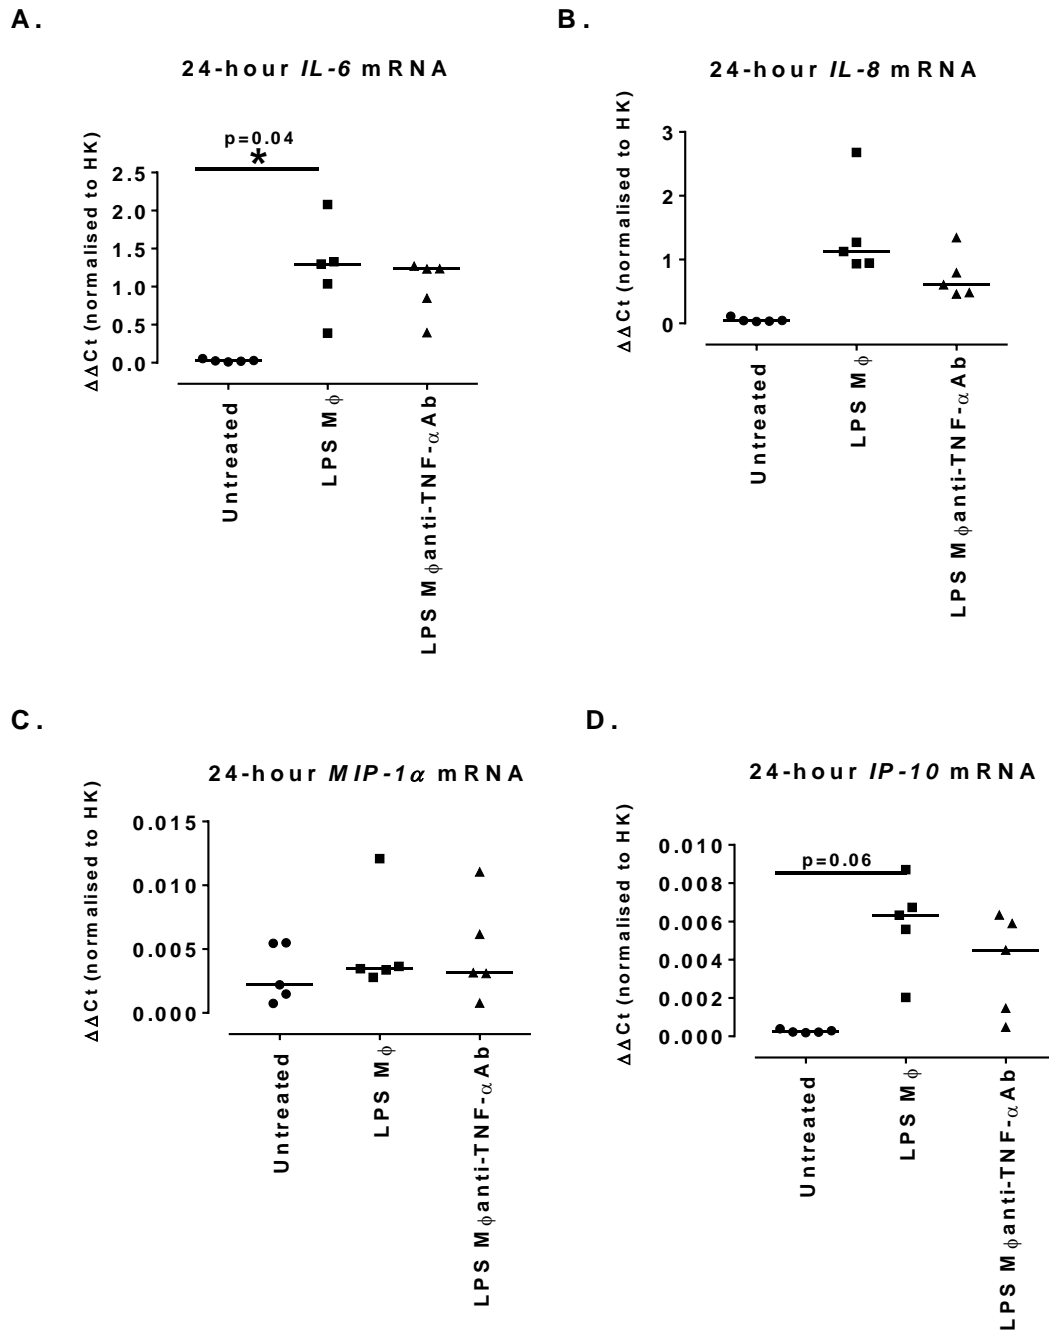 A.
24-hour IL-6 mRNA
ΔΔCt (normalised to HK)
p=0.04
*
2.5
2.0
1.5
1.0
0.5
0.0
Untreated
LPS Mϕ
LPS Mϕanti-TNF-αAb
B.
24-hour IL-8 mRNA
ΔΔCt (normalised to HK)
3
2
1
0
Untreated
LPS Mϕ
LPS Mϕanti-TNF-αAb
C.
24-hour MIP-1α mRNA
ΔΔCt (normalised to HK)
0.015
0.010
0.005
0.000
Untreated
LPS Mϕ
LPS Mϕanti-TNF-αAb
D.
24-hour IP-10 mRNA
ΔΔCt (normalised to HK)
p=0.06
0.010
0.008
0.006
0.004
0.002
0.000
Untreated
LPS Mϕ
LPS Mϕanti-TNF-αAb